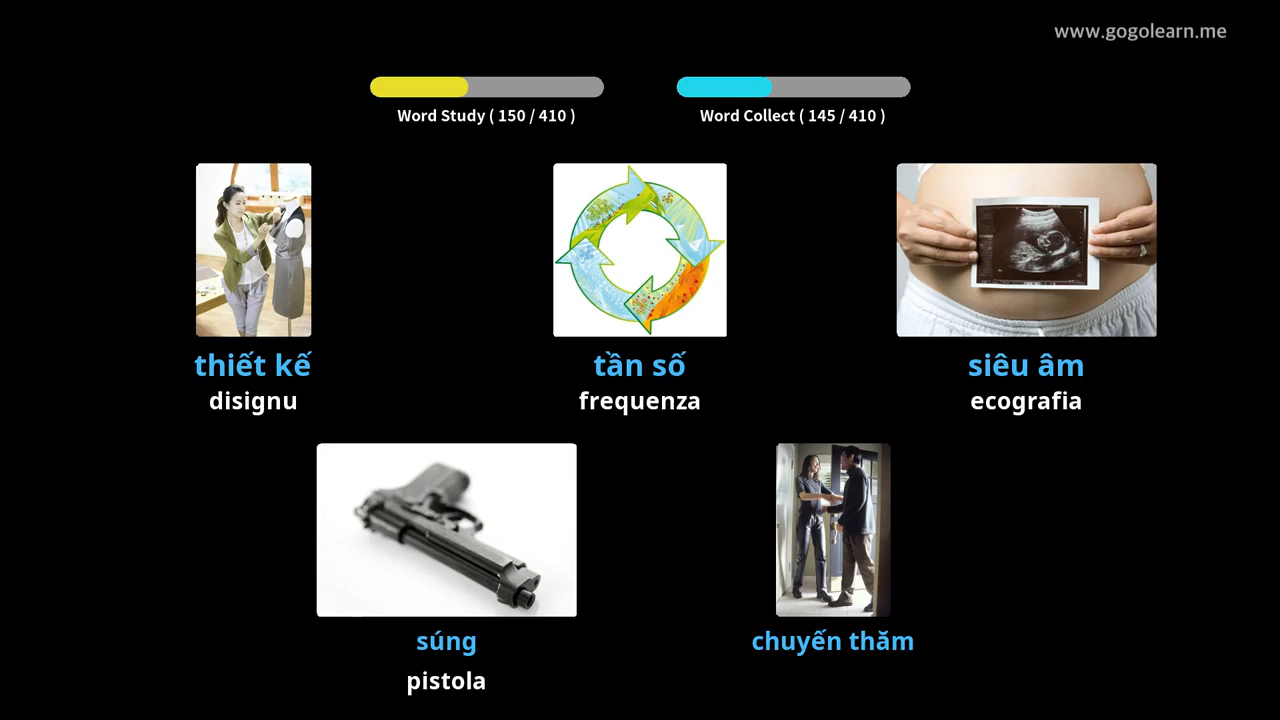 www.gogolearn.me
Word Study ( 150 / 410 )
Word Collect ( 145 / 410 )
thiết kế
disignu
tần số
frequenza
siêu âm
ecografia
súng
pistola
chuyến thăm